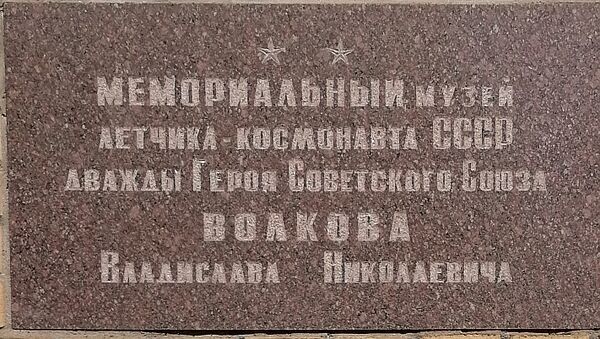 МЕМОРИАЛЬНЫЙ МУЗЕЙ
ЛЕТЧИКА-КОСМОНАВТА СССР
ДВАЖДЫ ГЕРОЯ СОВЕТСКОГО СОЮЗА
ВОЛКОВА
ВЛАДИСЛАВА НИКОЛАЕВИЧА